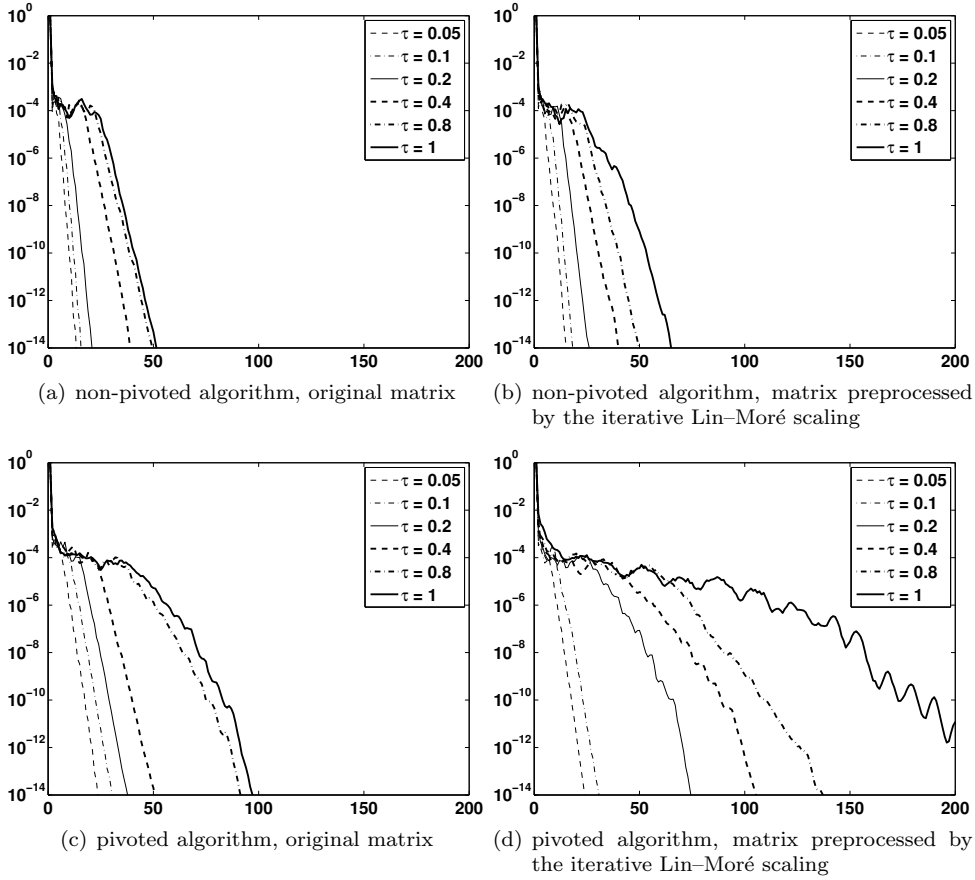 10^0
10^-2
10^-4
10^-6
10^-8
10^-10
10^-12
10^-14
0 50 100 150 200
τ = 0.05
τ = 0.1
τ = 0.2
τ = 0.4
τ = 0.8
τ = 1
(a) non-pivoted algorithm, original matrix
10^0
10^-2
10^-4
10^-6
10^-8
10^-10
10^-12
10^-14
0 50 100 150 200
τ = 0.05
τ = 0.1
τ = 0.2
τ = 0.4
τ = 0.8
τ = 1
(b) non-pivoted algorithm, matrix preprocessed
by the iterative Lin–Moré scaling
10^0
10^-2
10^-4
10^-6
10^-8
10^-10
10^-12
10^-14
0 50 100 150 200
τ = 0.05
τ = 0.1
τ = 0.2
τ = 0.4
τ = 0.8
τ = 1
(c) pivoted algorithm, original matrix
10^0
10^-2
10^-4
10^-6
10^-8
10^-10
10^-12
10^-14
0 50 100 150 200
τ = 0.05
τ = 0.1
τ = 0.2
τ = 0.4
τ = 0.8
τ = 1
(d) pivoted algorithm, matrix preprocessed by
the iterative Lin–Moré scaling